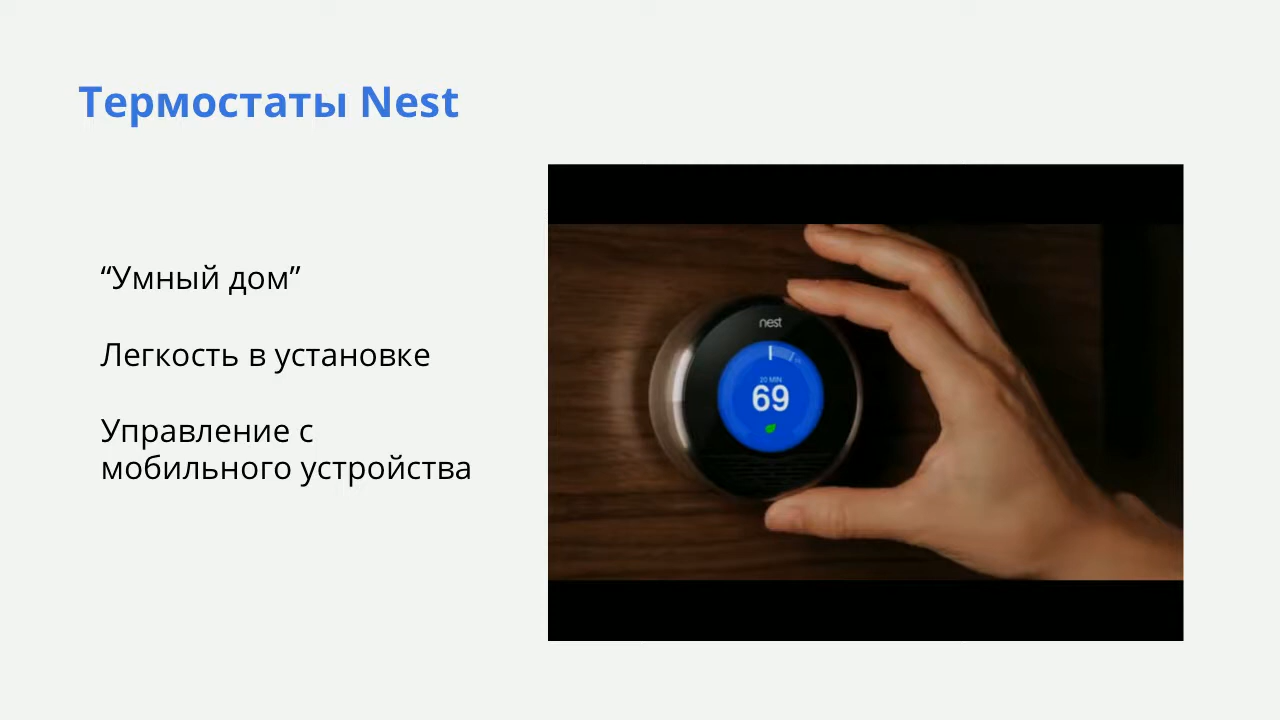 Термостаты Nest
“Умный дом”
Легкость в установке
Управление с
мобильного устройства
nest
20 MIN
69